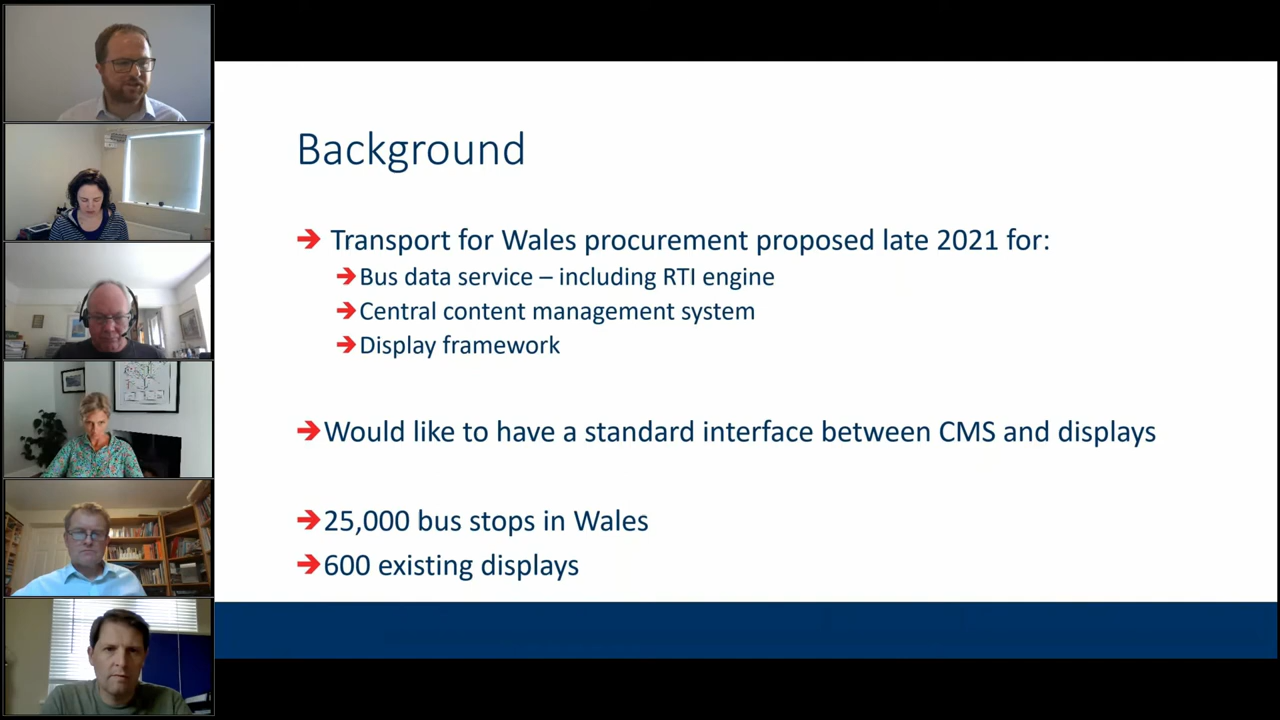 Background
➔ Transport for Wales procurement proposed late 2021 for:
➔Bus data service – including RTI engine
➔Central content management system
➔Display framework
➔Would like to have a standard interface between CMS and displays
➔25,000 bus stops in Wales
➔600 existing displays